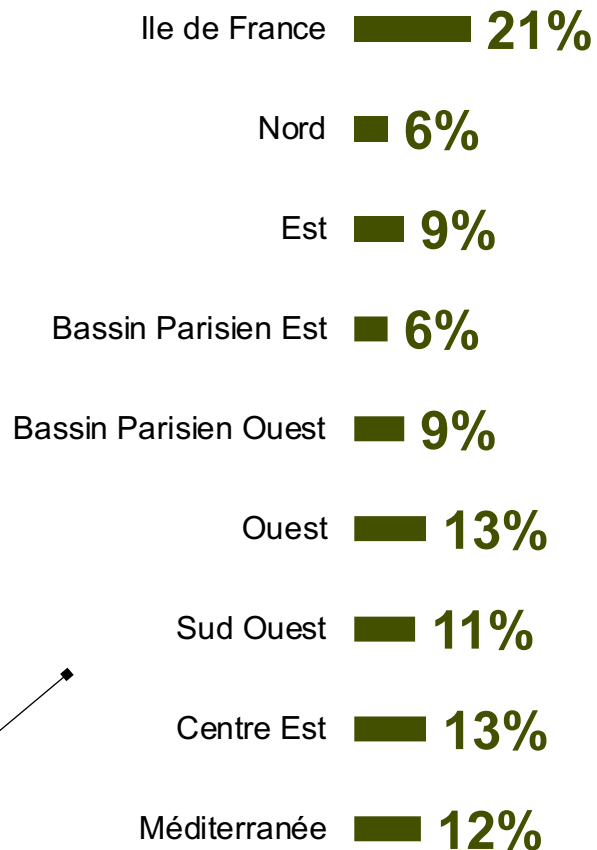 Ile de France 21%
Nord 6%
Est 9%
Bassin Parisien Est 6%
Bassin Parisien Ouest 9%
Ouest 13%
Sud Ouest 11%
Centre Est 13%
Méditerranée 12%